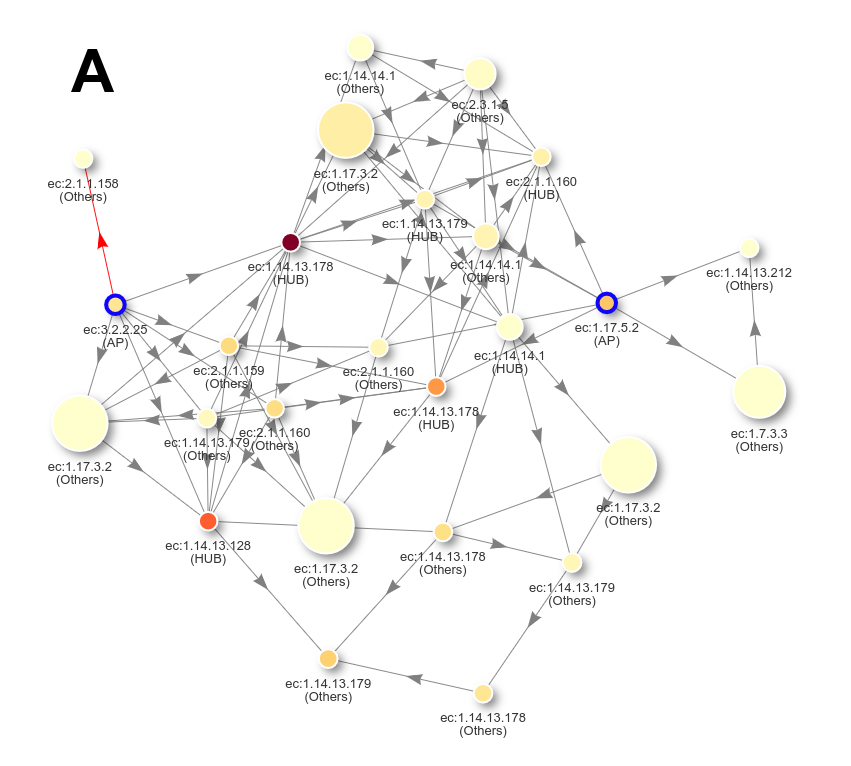 A
ec:1.14.14.1
(Others)
ec:2.3.1.5
(Others)
ec:1.17.3.2
(Others)
ec:2.1.1.160
(HUB)
ec:2.1.1.158
(Others)
ec:1.14.13.179
(HUB)
ec:1.14.14.1
(Others)
ec:1.14.13.178
(HUB)
ec:1.14.13.212
(Others)
ec:3.2.2.25
(AP)
ec:1.17.5.2
(AP)
ec:1.14.14.1
(HUB)
ec:2.1.1.159
(Others)
ec:2.1.1.160
(Others)
ec:1.14.13.178
(HUB)
ec:1.14.13.179
(Others)
ec:2.1.1.160
(Others)
ec:1.7.3.3
(Others)
ec:1.17.3.2
(Others)
ec:1.17.3.2
(Others)
ec:1.14.13.128
(HUB)
ec:1.17.3.2
(Others)
ec:1.14.13.178
(Others)
ec:1.14.13.179
(Others)
ec:1.14.13.179
(Others)
ec:1.14.13.178
(Others)